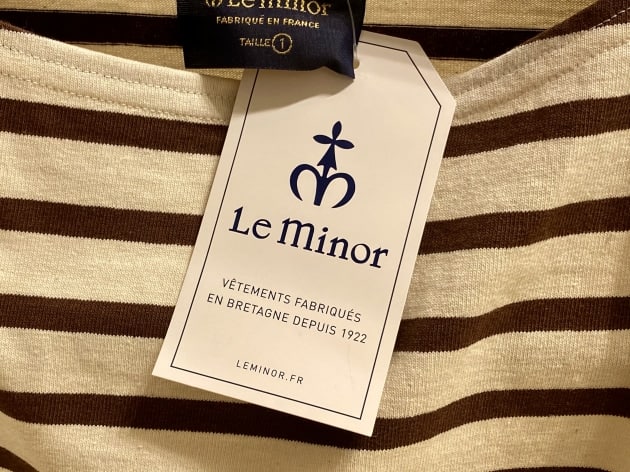 Le Minor
FABRIQUÉ EN FRANCE
TAILLE 1
Le Minor
VÊTEMENTS FABRIQUÉS
EN BRETAGNE DEPUIS 1922
LEMINOR.FR